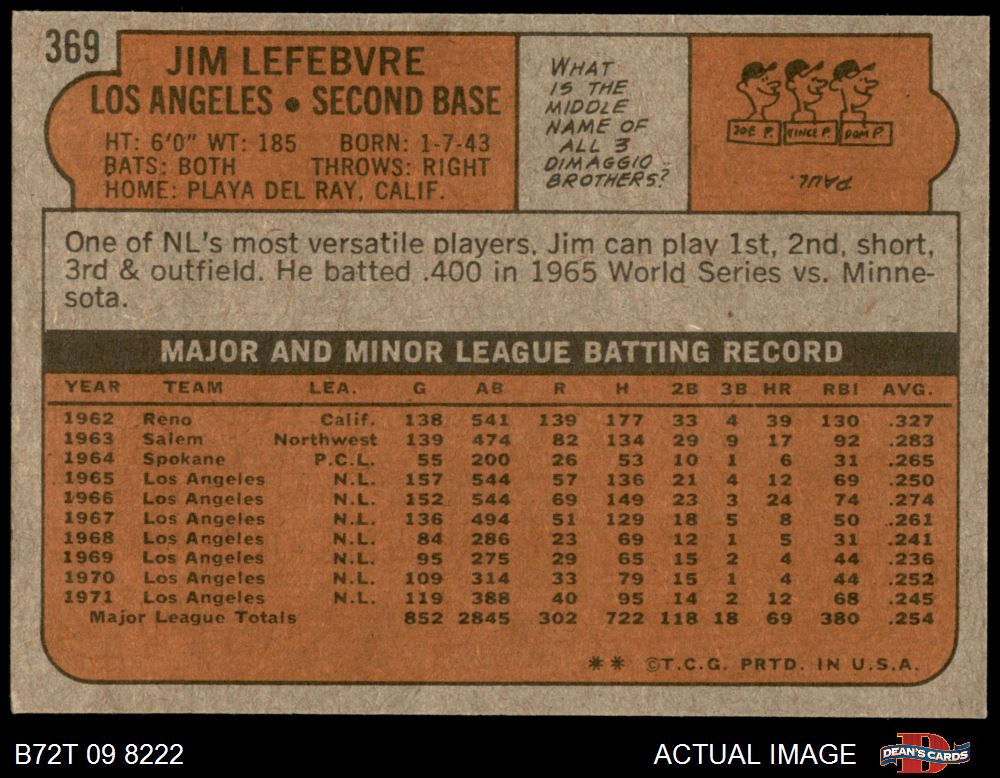 369
JIM LEFEBVRE
LOS ANGELES • SECOND BASE
HT: 6'0" WT: 185 BORN: 1-7-43
BATS: BOTH THROWS: RIGHT
HOME: PLAYA DEL RAY, CALIF.
WHAT
IS THE
MIDDLE
NAME OF
ALL 3
DIMAGGIO
BROTHERS?
JOE P. VINCE P. DOM P.
PAUL.
One of NL's most versatile players, Jim can play 1st, 2nd, short,
3rd & outfield. He batted .400 in 1965 World Series vs. Minne-
sota.
MAJOR AND MINOR LEAGUE BATTING RECORD
YEAR TEAM LEA. G AB R H 2B 3B HR RBI AVG.
1962 Reno Calif. 138 541 139 177 33 4 39 130 .327
1963 Salem Northwest 139 474 82 134 29 9 17 92 .283
1964 Spokane P.C.L. 55 200 26 53 10 1 6 31 .265
1965 Los Angeles N.L. 157 544 57 136 21 4 12 69 .250
1966 Los Angeles N.L. 152 544 69 149 23 3 24 74 .274
1967 Los Angeles N.L. 136 494 51 129 18 5 8 50 .261
1968 Los Angeles N.L. 84 286 23 69 12 1 5 31 .241
1969 Los Angeles N.L. 95 275 29 65 15 2 4 44 .236
1970 Los Angeles N.L. 109 314 33 79 15 1 4 44 .252
1971 Los Angeles N.L. 119 388 40 95 14 2 12 68 .245
Major League Totals 852 2845 302 722 118 18 69 380 .254
** ©T.C.G. PRTD. IN U.S.A.
B72T 09 8222
ACTUAL IMAGE
D
DEAN'S CARDS